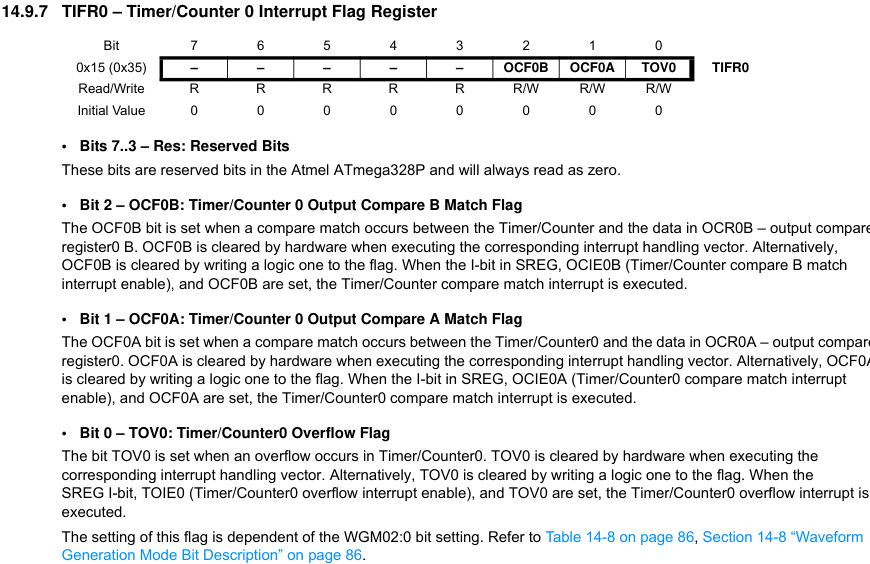 14.9.7 TIFR0 – Timer/Counter 0 Interrupt Flag Register
Bit 7 6 5 4 3 2 1 0
0x15 (0x35) – – – – – OCF0B OCF0A TOV0 TIFR0
Read/Write R R R R R R/W R/W R/W
Initial Value 0 0 0 0 0 0 0 0
• Bits 7..3 – Res: Reserved Bits
These bits are reserved bits in the Atmel ATmega328P and will always read as zero.
• Bit 2 – OCF0B: Timer/Counter 0 Output Compare B Match Flag
The OCF0B bit is set when a compare match occurs between the Timer/Counter and the data in OCR0B – output compare
register0 B. OCF0B is cleared by hardware when executing the corresponding interrupt handling vector. Alternatively,
OCF0B is cleared by writing a logic one to the flag. When the I-bit in SREG, OCIE0B (Timer/Counter compare B match
interrupt enable), and OCF0B are set, the Timer/Counter compare match interrupt is executed.
• Bit 1 – OCF0A: Timer/Counter 0 Output Compare A Match Flag
The OCF0A bit is set when a compare match occurs between the Timer/Counter0 and the data in OCR0A – output compare
register0. OCF0A is cleared by hardware when executing the corresponding interrupt handling vector. Alternatively, OCF0A
is cleared by writing a logic one to the flag. When the I-bit in SREG, OCIE0A (Timer/Counter0 compare match interrupt
enable), and OCF0A are set, the Timer/Counter0 compare match interrupt is executed.
• Bit 0 – TOV0: Timer/Counter0 Overflow Flag
The bit TOV0 is set when an overflow occurs in Timer/Counter0. TOV0 is cleared by hardware when executing the
corresponding interrupt handling vector. Alternatively, TOV0 is cleared by writing a logic one to the flag. When the
SREG I-bit, TOIE0 (Timer/Counter0 overflow interrupt enable), and TOV0 are set, the Timer/Counter0 overflow interrupt is
executed.
The setting of this flag is dependent of the WGM02:0 bit setting. Refer to Table 14-8 on page 86, Section 14-8 “Waveform
Generation Mode Bit Description” on page 86.